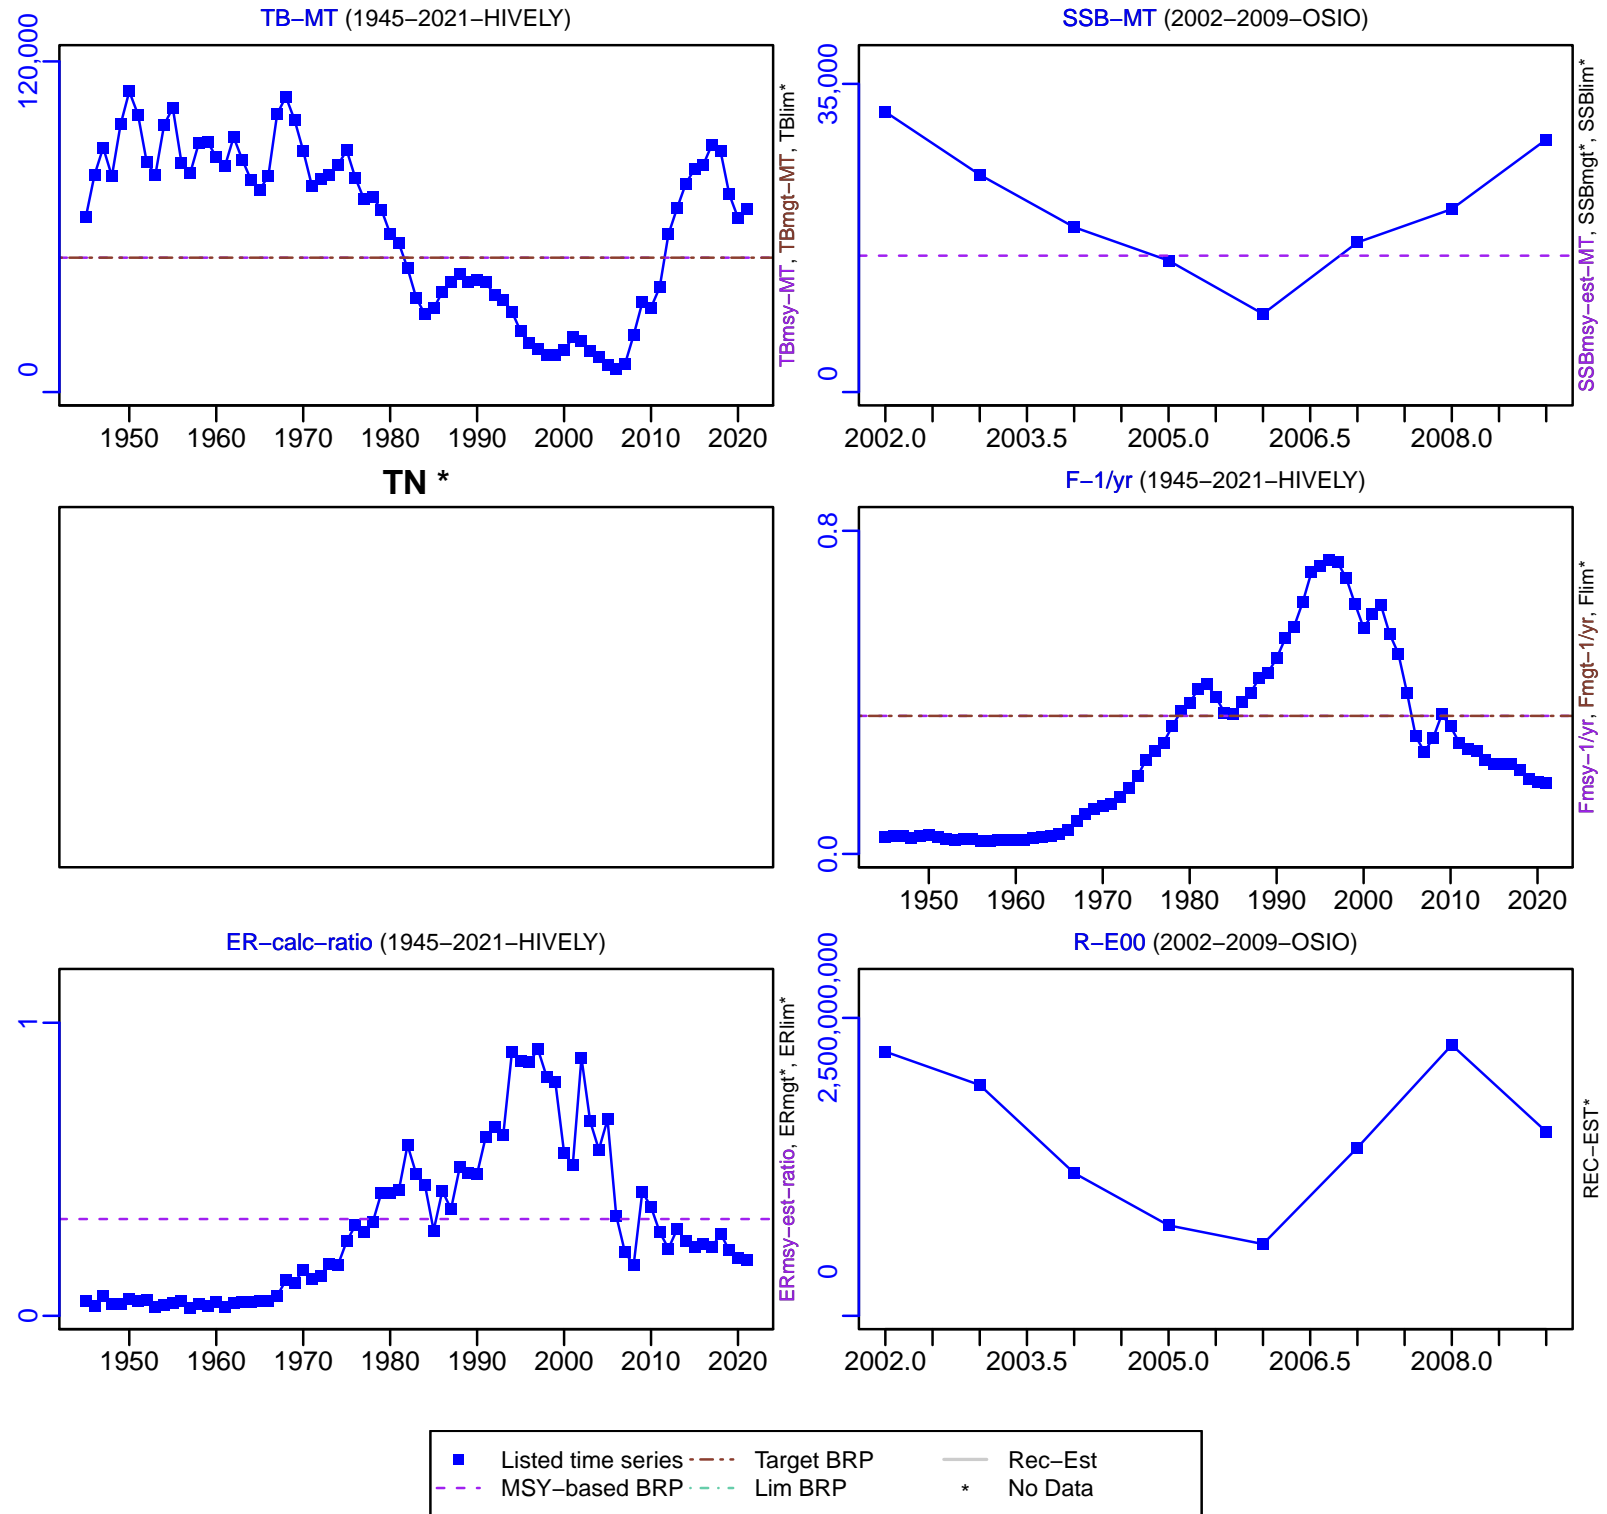 TB−MT (1945−2021−HIVELY)
120,000
0
TBmsy−MT, TBmgt−MT, TBlim*
1950 1960 1970 1980 1990 2000 2010 2020
SSB−MT (2002−2009−OSIO)
35,000
0
SSBmsy−est−MT, SSBmgt*, SSBlim*
2002.0 2003.5 2005.0 2006.5 2008.0
TN *
F−1/yr (1945−2021−HIVELY)
0.8
0.0
Fmsy−1/yr, Fmgt−1/yr, Flim*
1950 1960 1970 1980 1990 2000 2010 2020
ER−calc−ratio (1945−2021−HIVELY)
1
0
ERmsy−est−ratio, ERmgt*, ERlim*
1950 1960 1970 1980 1990 2000 2010 2020
R−E00 (2002−2009−OSIO)
2,500,000,000
0
REC−EST*
2002.0 2003.5 2005.0 2006.5 2008.0
Listed time series Target BRP Rec−Est
MSY−based BRP Lim BRP * No Data